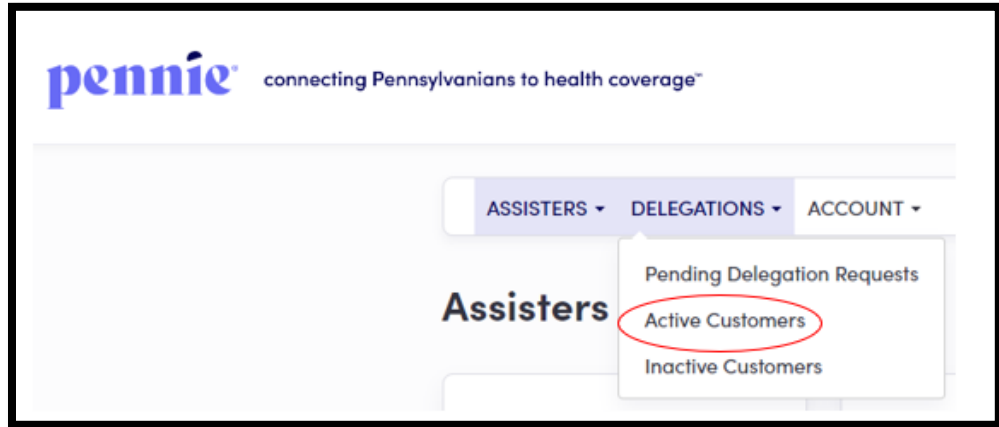 pennie® connecting Pennsylvanians to health coverage™
ASSISTERS DELEGATIONS ACCOUNT
Pending Delegation Requests
Assisters
Active Customers
Inactive Customers